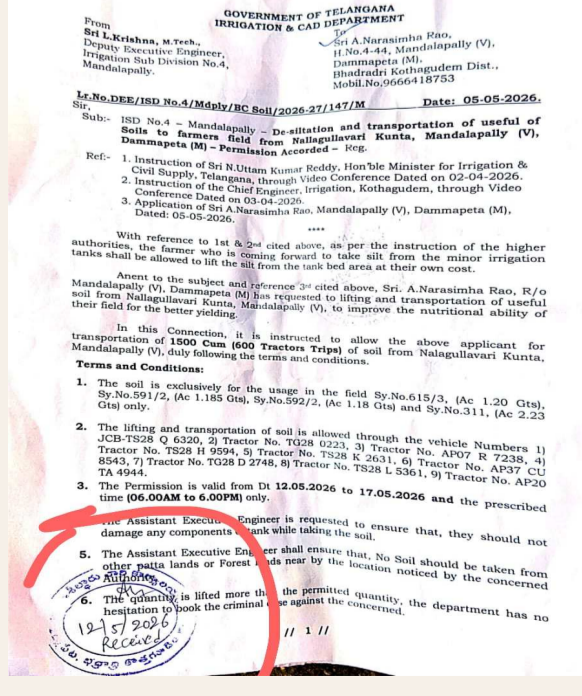 GOVERNMENT OF TELANGANA
IRRIGATION & CAD DEPARTMENT
From
Sri L.Krishna, M.Tech.,
Deputy Executive Engineer,
Irrigation Sub Division No.4,
Mandalapally.
To
Sri A.Narasimha Rao,
H.No.4-44, Mandalapally (V),
Dammapeta (M),
Bhadradri Kothagudem Dist.,
Mobil.No.9666418753
Lr.No.DEE/ISD No.4/Mdply/BC Soil/2026-27/147/M Date: 05-05-2026.
Sir,
Sub:- ISD No.4 – Mandalapally – De-siltation and transportation of useful of
Soils to farmers field from Nallagullavari Kunta, Mandalapally (V),
Dammapeta (M) – Permission Accorded – Reg.
Ref:- 1. Instruction of Sri N.Uttam Kumar Reddy, Hon'ble Minister for Irrigation &
Civil Supply, Telangana, through Video Conference Dated on 02-04-2026.
2. Instruction of the Chief Engineer, Irrigation, Kothagudem, through Video
Conference Dated on 03-04-2026.
3. Application of Sri A.Narasimha Rao, Mandalapally (V), Dammapeta (M),
Dated: 05-05-2026.
****
With reference to 1st & 2nd cited above, as per the instruction of the higher
authorities, the farmer who is coming forward to take silt from the minor irrigation
tanks shall be allowed to lift the silt from the tank bed area at their own cost.
Anent to the subject and reference 3rd cited above, Sri. A.Narasimha Rao, R/o
Mandalapally (V), Dammapeta (M) has requested to lifting and transportation of useful
soil from Nallagullavari Kunta, Mandalapally (V), to improve the nutritional ability of
their field for the better yielding.
In this Connection, it is instructed to allow the above applicant for
transportation of 1500 Cum (600 Tractors Trips) of soil from Nalagullavari Kunta,
Mandalapally (V), duly following the terms and conditions.
Terms and Conditions:
1. The soil is exclusively for the usage in the field Sy.No.615/3, (Ac 1.20 Gts),
Sy.No.591/2, (Ac 1.185 Gts), Sy.No.592/2, (Ac 1.18 Gts) and Sy.No.311, (Ac 2.23
Gts) only.
2. The lifting and transportation of soil is allowed through the vehicle Numbers 1)
JCB-TS28 Q 6320, 2) Tractor No. TG28 0223, 3) Tractor No. AP07 R 7238, 4)
Tractor No. TS28 H 9594, 5) Tractor No. TS28 K 2631, 6) Tractor No. AP37 CU
8543, 7) Tractor No. TG28 D 2748, 8) Tractor No. TS28 L 5361, 9) Tractor No. AP20
TA 4944.
3. The Permission is valid from Dt 12.05.2026 to 17.05.2026 and the prescribed
time (06.00AM to 6.00PM) only.
The Assistant Executive Engineer is requested to ensure that, they should not
damage any components tank while taking the soil.
5. The Assistant Executive Engineer shall ensure that, No Soil should be taken from
other patta lands or Forest lands near by the location noticed by the concerned
Authority.
6. The quantity is lifted more than the permitted quantity, the department has no
hesitation to book the criminal case against the concerned.
12/5/2026
Received
// 1 //